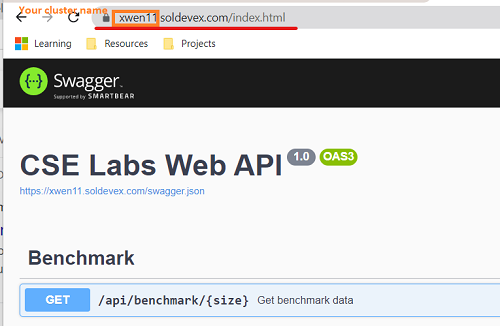 Your cluster name
xwen11.soldevex.com/index.html
Learning Resources Projects
Swagger
Supported by SMARTBEAR
CSE Labs Web API 1.0 OAS3
https://xwen11.soldevex.com/swagger.json
Benchmark
GET /api/benchmark/{size} Get benchmark data